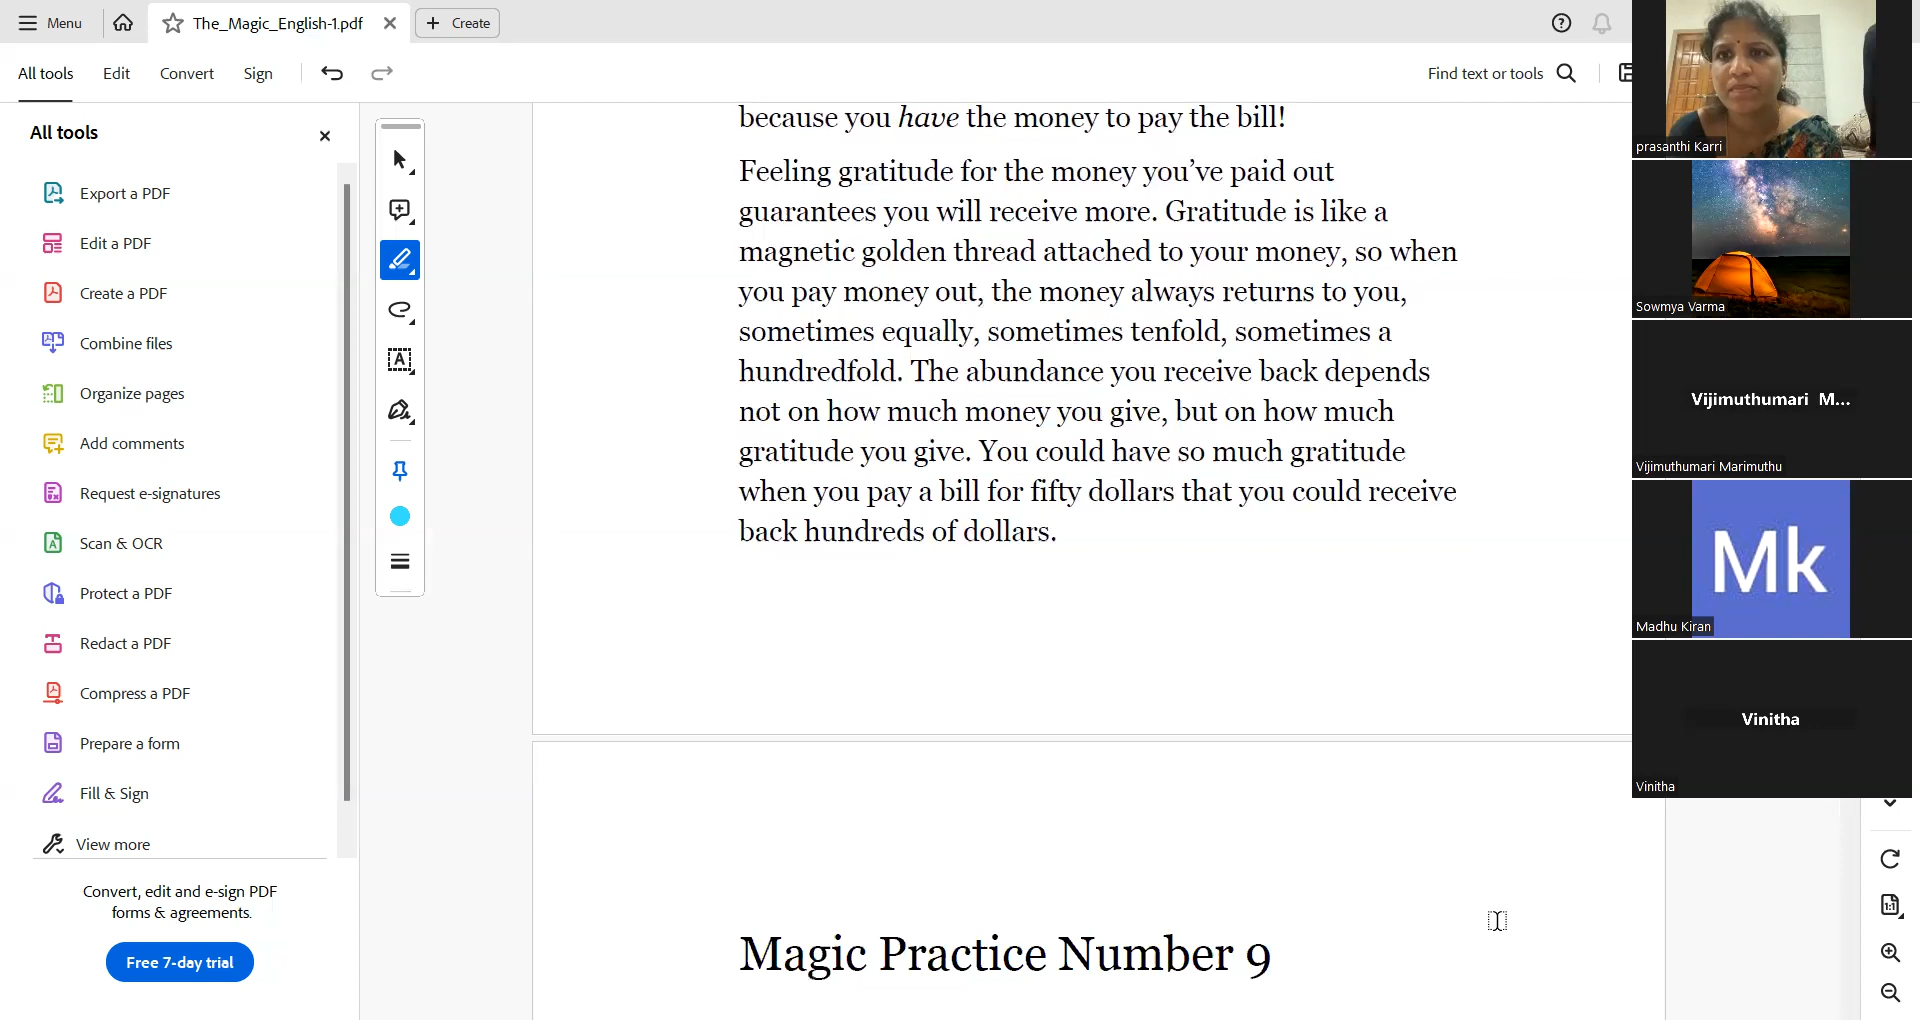 Menu
The_Magic_English-1.pdf
Create
All tools
Edit
Convert
Sign
Find text or tools
All tools
Export a PDF
Edit a PDF
Create a PDF
Combine files
Organize pages
Add comments
Request e-signatures
Scan & OCR
Protect a PDF
Redact a PDF
Compress a PDF
Prepare a form
Fill & Sign
View more
Convert, edit and e-sign PDF
forms & agreements.
Free 7-day trial
because you have the money to pay the bill!
Feeling gratitude for the money you’ve paid out
guarantees you will receive more. Gratitude is like a
magnetic golden thread attached to your money, so when
you pay money out, the money always returns to you,
sometimes equally, sometimes tenfold, sometimes a
hundredfold. The abundance you receive back depends
not on how much money you give, but on how much
gratitude you give. You could have so much gratitude
when you pay a bill for fifty dollars that you could receive
back hundreds of dollars.
Magic Practice Number 9
prasanthi Karri
Sowmya Varma
Vijimuthumari M...
Vijimuthumari Marimuthu
Mk
Madhu Kiran
Vinitha
Vinitha
1:1